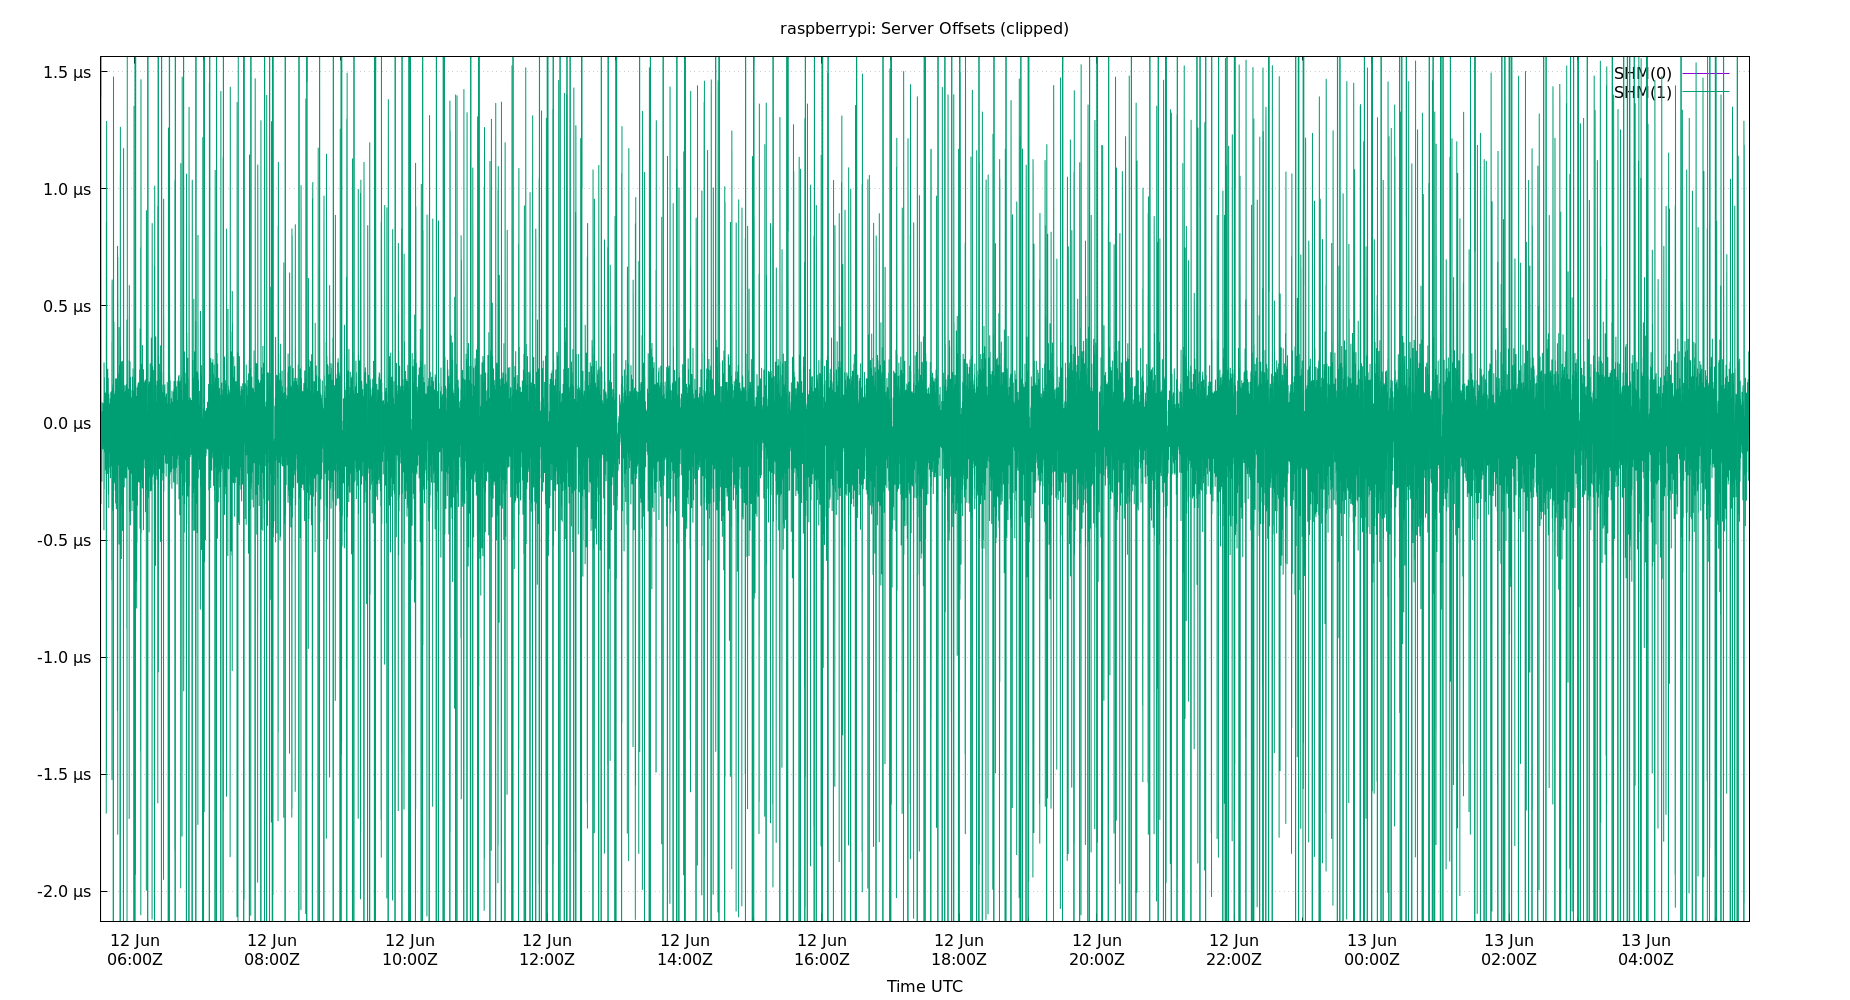 raspberrypi: Server Offsets (clipped)
1.5 µs
1.0 µs
0.5 µs
0.0 µs
-0.5 µs
-1.0 µs
-1.5 µs
-2.0 µs
SHM(0)
SHM(1)
12 Jun 12 Jun 12 Jun 12 Jun 12 Jun 12 Jun 12 Jun 12 Jun 12 Jun 13 Jun 13 Jun 13 Jun
06:00Z 08:00Z 10:00Z 12:00Z 14:00Z 16:00Z 18:00Z 20:00Z 22:00Z 00:00Z 02:00Z 04:00Z
Time UTC